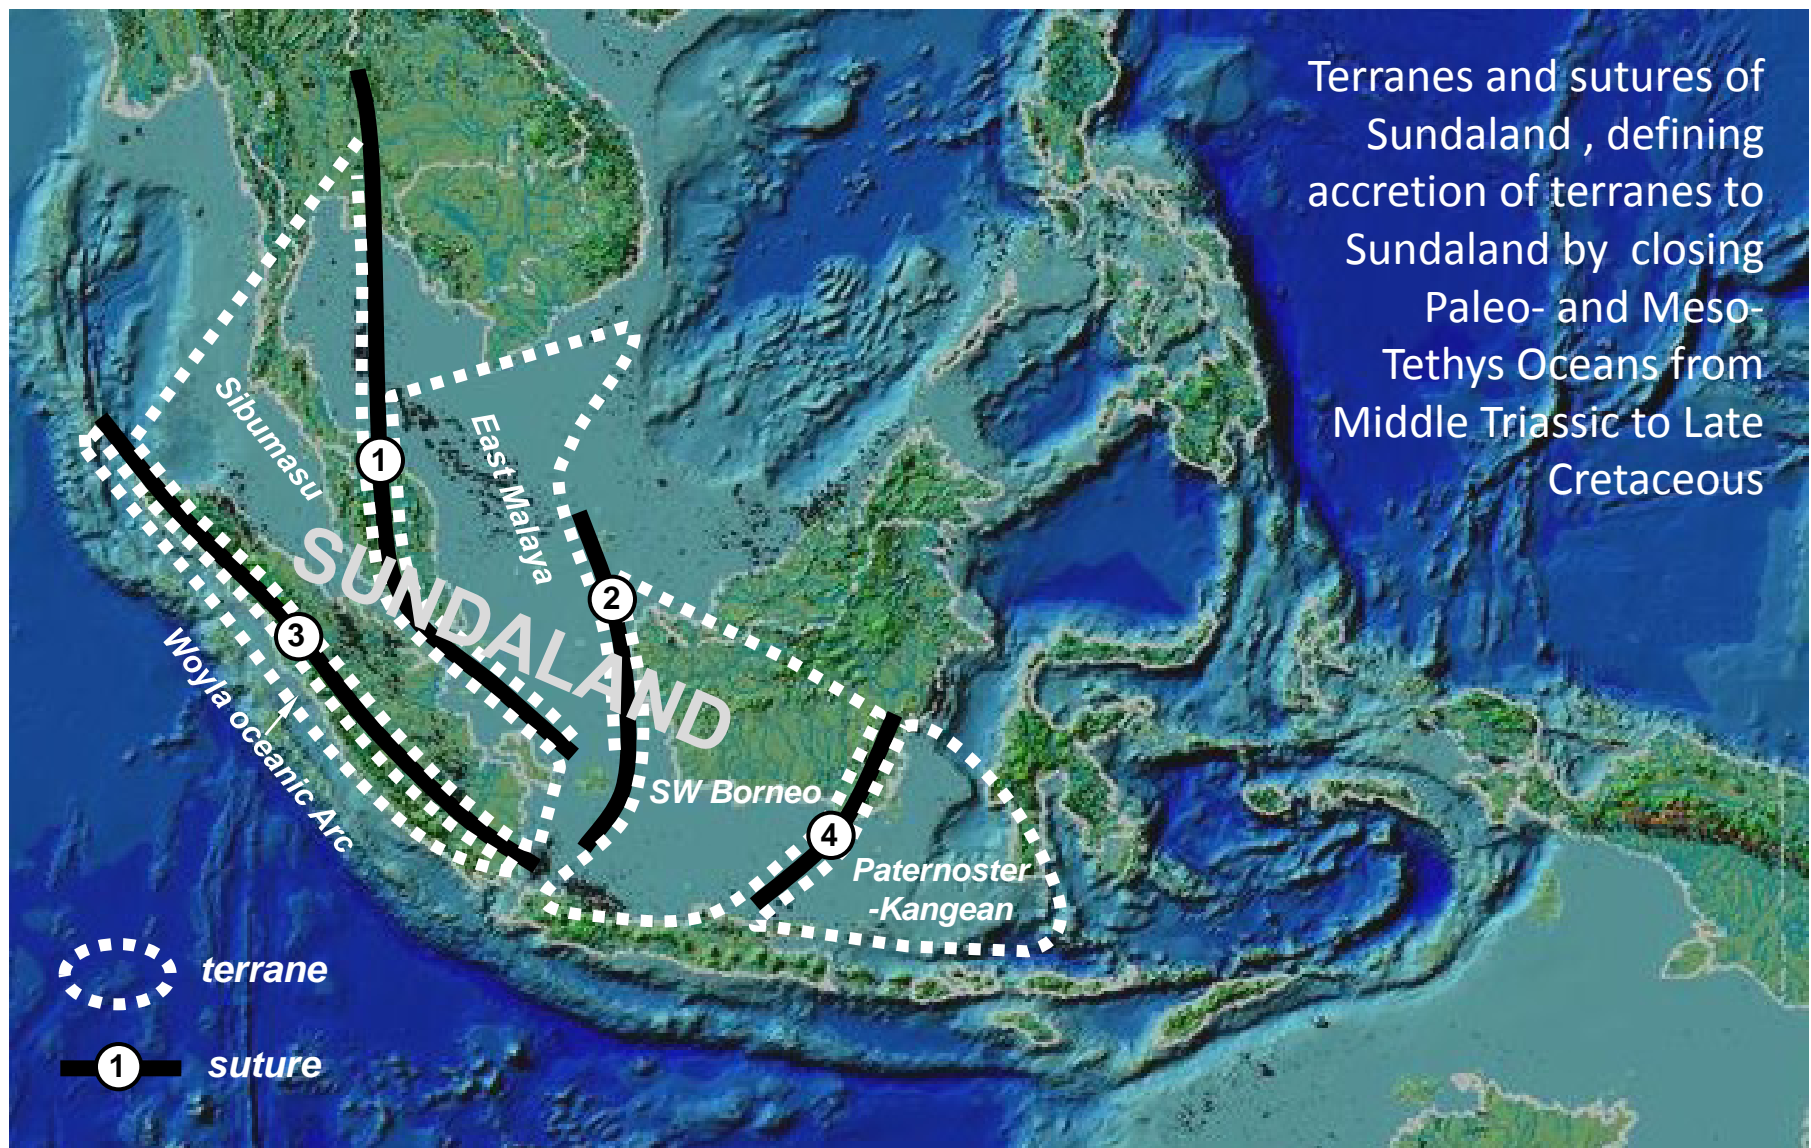 Terranes and sutures of
Sundaland , defining
accretion of terranes to
Sundaland by closing
Paleo- and Meso-
Tethys Oceans from
Middle Triassic to Late
Cretaceous
Sibumasu
East Malaya
1
2
3
SUNDALAND
Woyla oceanic Arc
SW Borneo
4
Paternoster
-Kangean
terrane
1
suture